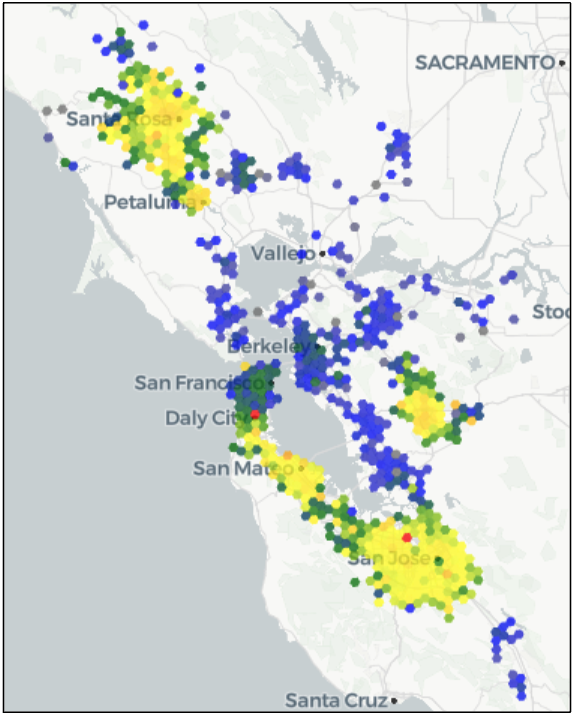 SACRAMENTO
Santa Rosa
Petaluma
Vallejo
Stoc
Berkeley
San Francisco
Daly City
San Mateo
San Jose
Santa Cruz